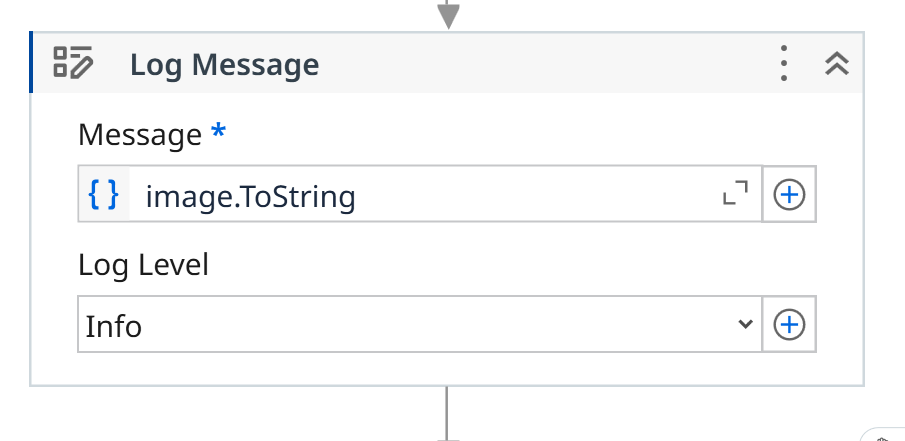 Log Message
Message *
{ } image.ToString
Log Level
Info